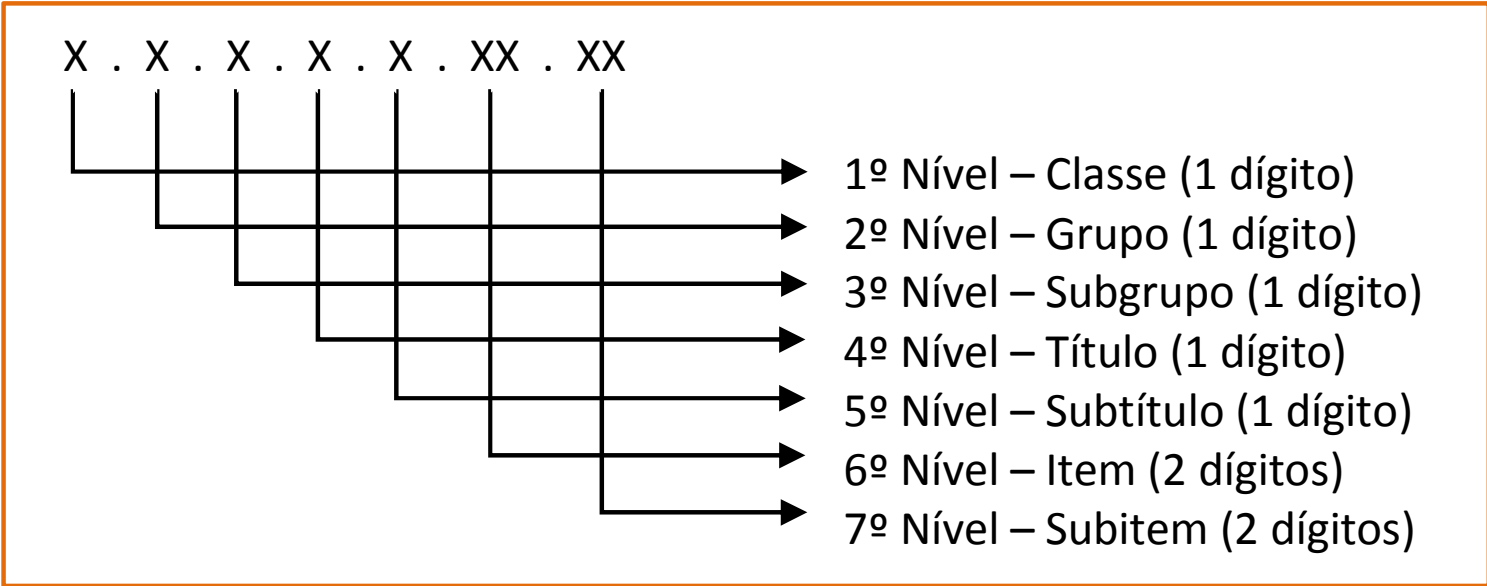 X . X . X . X . X . XX . XX
1º Nível – Classe (1 dígito)
2º Nível – Grupo (1 dígito)
3º Nível – Subgrupo (1 dígito)
4º Nível – Título (1 dígito)
5º Nível – Subtítulo (1 dígito)
6º Nível – Item (2 dígitos)
7º Nível – Subitem (2 dígitos)